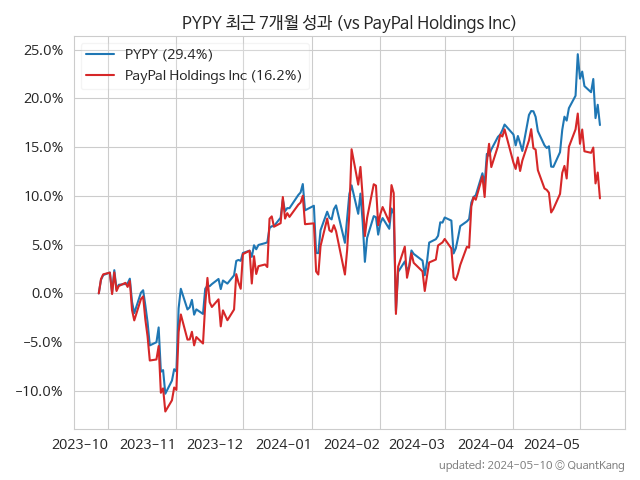 PYPY 최근 7개월 성과 (vs PayPal Holdings Inc)
PYPY (29.4%)
PayPal Holdings Inc (16.2%)
25.0%
20.0%
15.0%
10.0%
5.0%
0.0%
−5.0%
−10.0%
2023-10 2023-11 2023-12 2024-01 2024-02 2024-03 2024-04 2024-05
updated: 2024-05-10 © QuantKang